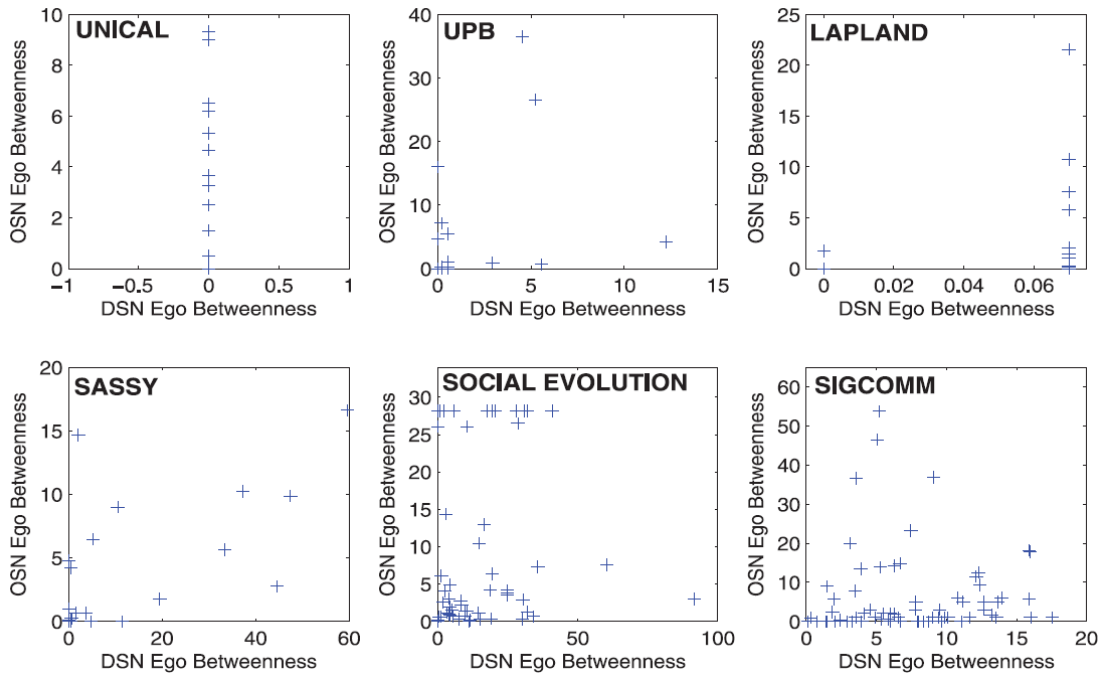 UNICAL
10
8
6
4
2
0
−1 −0.5 0 0.5 1
OSN Ego Betweenness
DSN Ego Betweenness
UPB
40
30
20
10
0
0 5 10 15
OSN Ego Betweenness
DSN Ego Betweenness
LAPLAND
25
20
15
10
5
0
0 0.02 0.04 0.06
OSN Ego Betweenness
DSN Ego Betweenness
SASSY
20
15
10
5
0
0 20 40 60
OSN Ego Betweenness
DSN Ego Betweenness
SOCIAL EVOLUTION
30
25
20
15
10
5
0
0 50 100
OSN Ego Betweenness
DSN Ego Betweenness
SIGCOMM
60
50
40
30
20
10
0
0 5 10 15 20
OSN Ego Betweenness
DSN Ego Betweenness